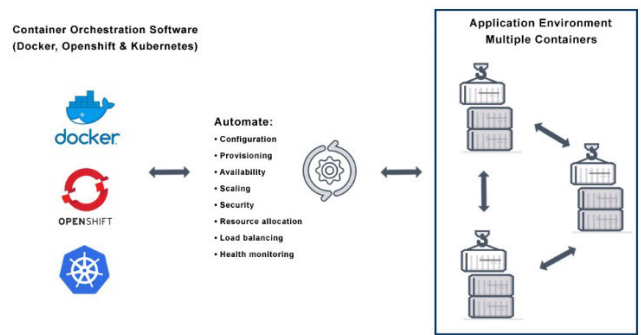 Container Orchestration Software
(Docker, Openshift & Kubernetes)
docker
OPENSHIFT
Automate:
• Configuration
• Provisioning
• Availability
• Scaling
• Security
• Resource allocation
• Load balancing
• Health monitoring
Application Environment
Multiple Containers